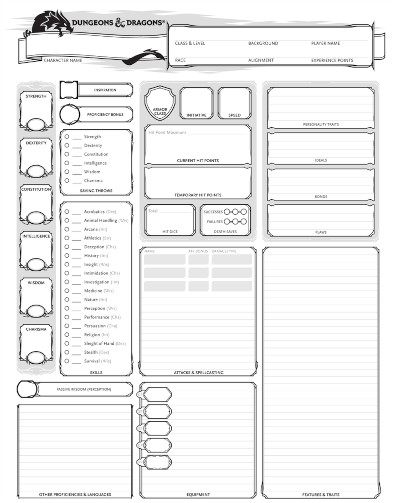 DUNGEONS & DRAGONS®
CHARACTER NAME
CLASS & LEVEL
BACKGROUND
PLAYER NAME
RACE
ALIGNMENT
EXPERIENCE POINTS
STRENGTH
DEXTERITY
CONSTITUTION
INTELLIGENCE
WISDOM
CHARISMA
INSPIRATION
PROFICIENCY BONUS
Strength
Dexterity
Constitution
Intelligence
Wisdom
Charisma
SAVING THROWS
Acrobatics (Dex)
Animal Handling (Wis)
Arcana (Int)
Athletics (Str)
Deception (Cha)
History (Int)
Insight (Wis)
Intimidation (Cha)
Investigation (Int)
Medicine (Wis)
Nature (Int)
Perception (Wis)
Performance (Cha)
Persuasion (Cha)
Religion (Int)
Sleight of Hand (Dex)
Stealth (Dex)
Survival (Wis)
SKILLS
PASSIVE WISDOM (PERCEPTION)
OTHER PROFICIENCIES & LANGUAGES
ARMOR
CLASS
INITIATIVE
SPEED
Hit Point Maximum
CURRENT HIT POINTS
TEMPORARY HIT POINTS
Total
HIT DICE
SUCCESSES
FAILURES
DEATH SAVES
NAME
ATK BONUS
DAMAGE/TYPE
ATTACKS & SPELLCASTING
EQUIPMENT
PERSONALITY TRAITS
IDEALS
BONDS
FLAWS
FEATURES & TRAITS